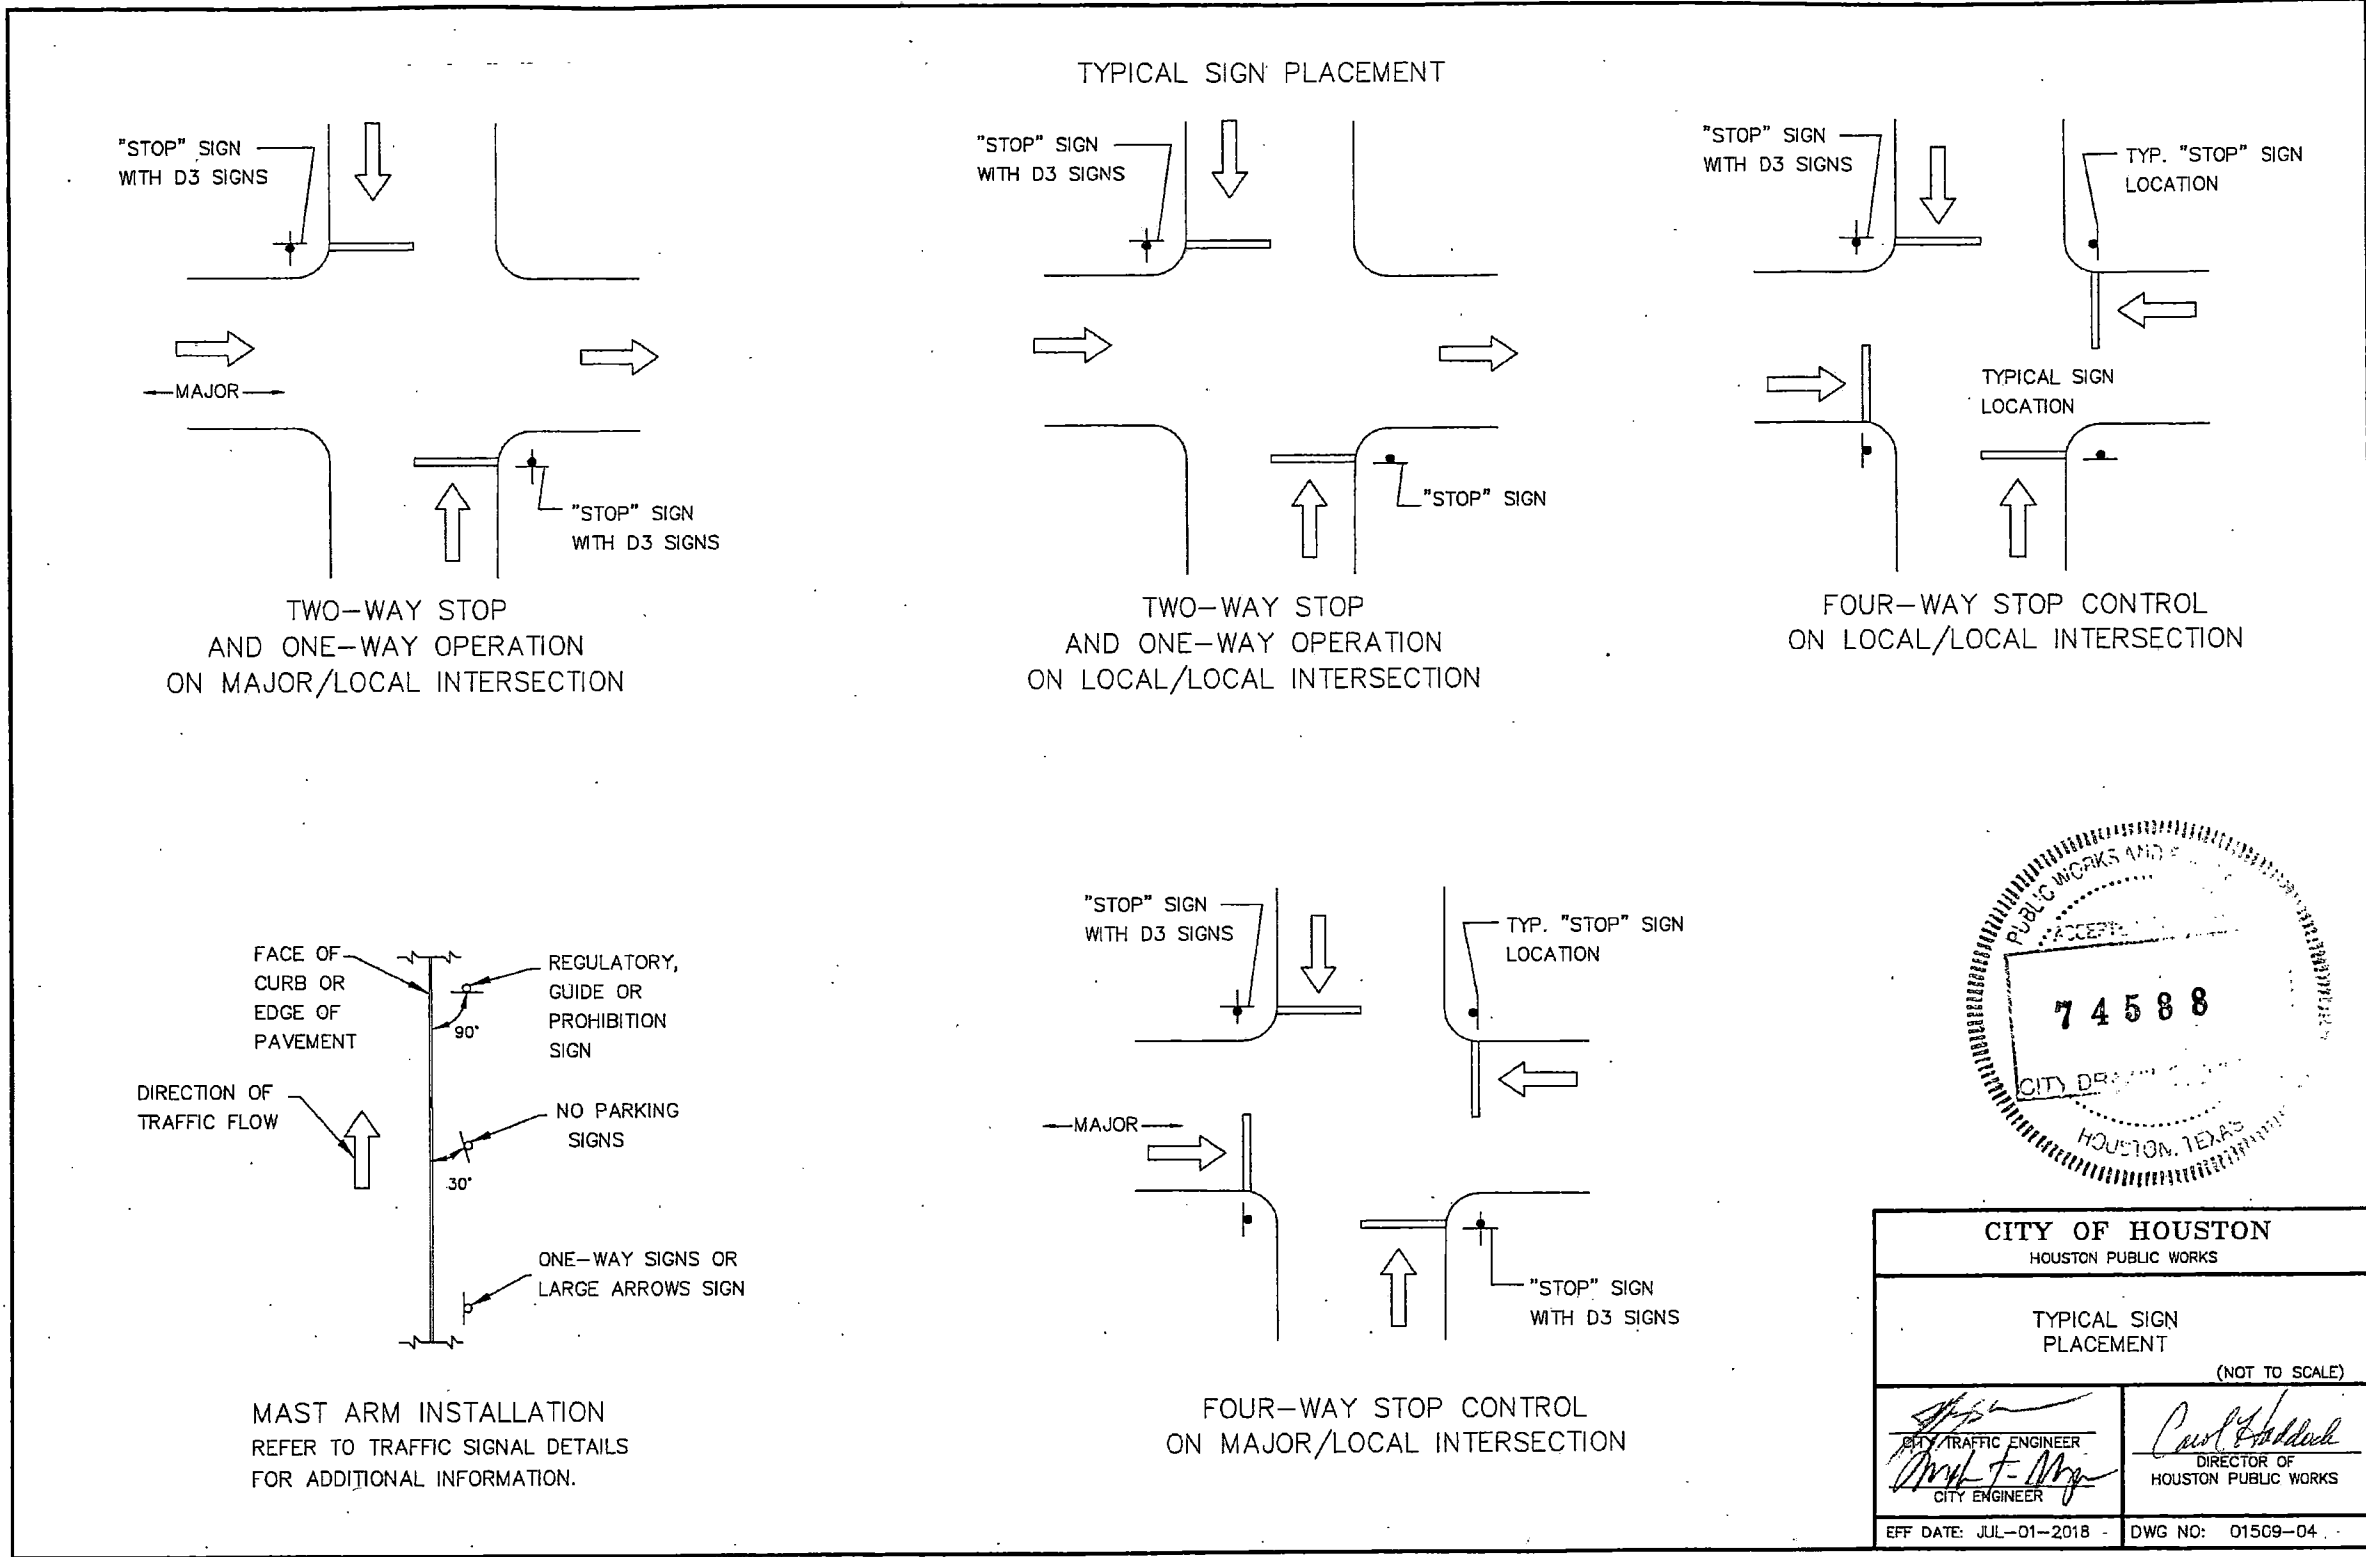 TYPICAL SIGN PLACEMENT
"STOP" SIGN
WITH D3 SIGNS
MAJOR
"STOP" SIGN
WITH D3 SIGNS
TWO-WAY STOP
AND ONE-WAY OPERATION
ON MAJOR/LOCAL INTERSECTION
"STOP" SIGN
WITH D3 SIGNS
"STOP" SIGN
TWO-WAY STOP
AND ONE-WAY OPERATION
ON LOCAL/LOCAL INTERSECTION
"STOP" SIGN
WITH D3 SIGNS
TYP. "STOP" SIGN
LOCATION
TYPICAL SIGN
LOCATION
FOUR-WAY STOP CONTROL
ON LOCAL/LOCAL INTERSECTION
FACE OF
CURB OR
EDGE OF
PAVEMENT
REGULATORY,
GUIDE OR
PROHIBITION
SIGN
90°
DIRECTION OF
TRAFFIC FLOW
NO PARKING
SIGNS
30°
ONE-WAY SIGNS OR
LARGE ARROWS SIGN
MAST ARM INSTALLATION
REFER TO TRAFFIC SIGNAL DETAILS
FOR ADDITIONAL INFORMATION.
"STOP" SIGN
WITH D3 SIGNS
TYP. "STOP" SIGN
LOCATION
MAJOR
"STOP" SIGN
WITH D3 SIGNS
FOUR-WAY STOP CONTROL
ON MAJOR/LOCAL INTERSECTION
PUBLIC WORKS AND
74588
CITY
HOUSTON, TEXAS
CITY OF HOUSTON
HOUSTON PUBLIC WORKS
TYPICAL SIGN
PLACEMENT
(NOT TO SCALE)
CITY TRAFFIC ENGINEER
CITY ENGINEER
Carol Haddock
DIRECTOR OF
HOUSTON PUBLIC WORKS
EFF DATE: JUL-01-2018
DWG NO: 01509-04